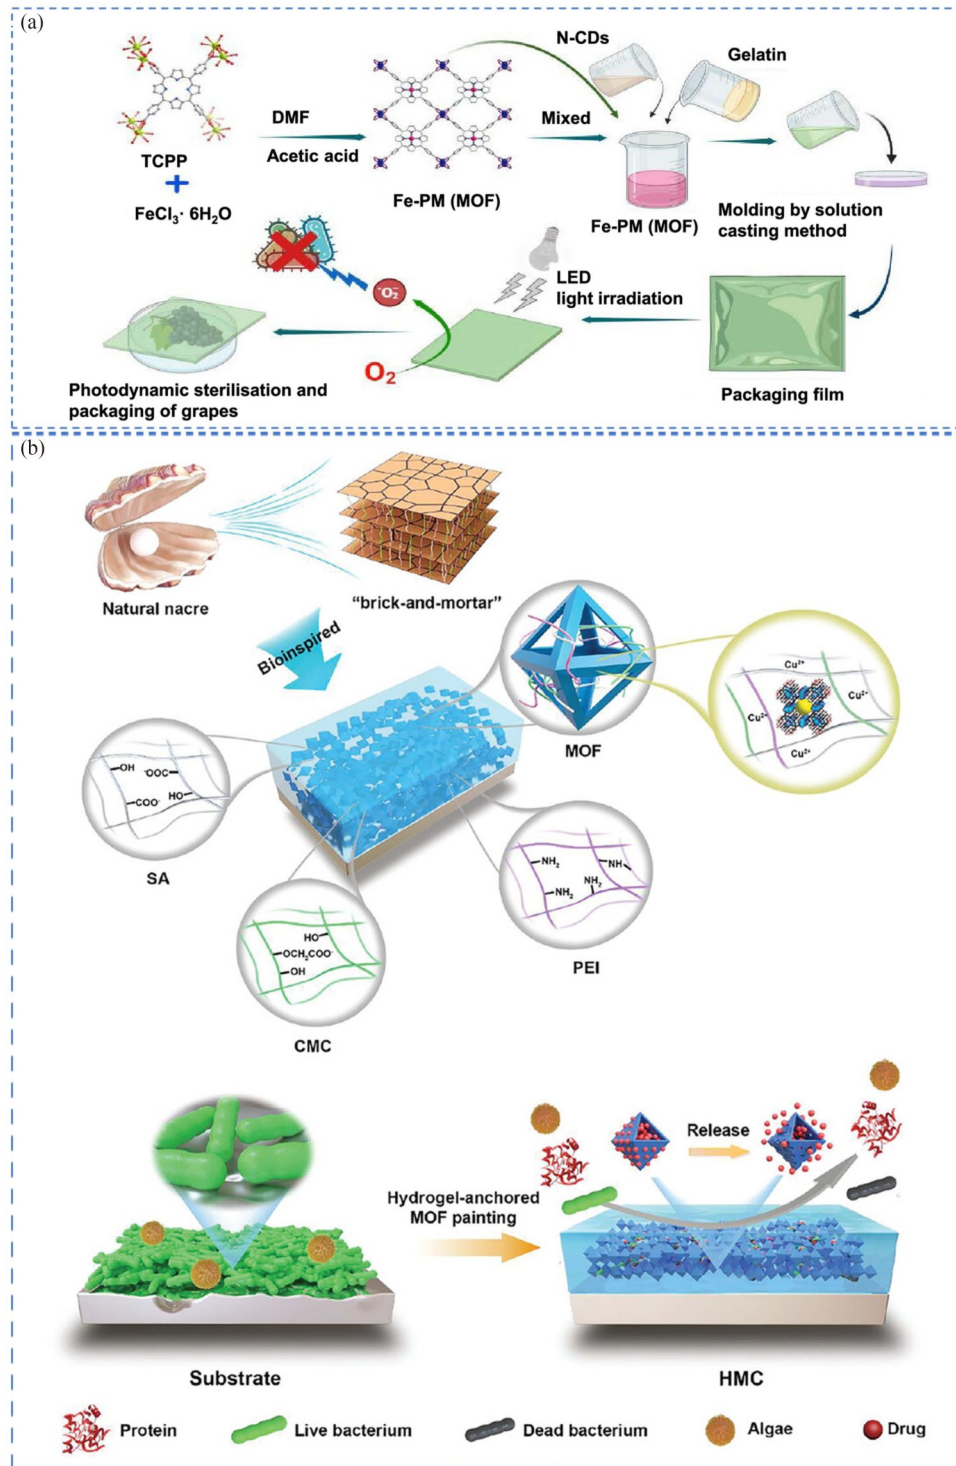 (a)
N-CDs
Gelatin
DMF
Acetic acid
Mixed
TCPP
+
FeCl₃· 6H₂O
Fe-PM (MOF)
Fe-PM (MOF)
Molding by solution
casting method
LED
light irradiation
·O₂⁻
O₂
Photodynamic sterilisation and
packaging of grapes
Packaging film
(b)
Natural nacre
“brick-and-mortar”
Bioinspired
MOF
Cu²⁺
Cu²⁺
Cu²⁺
Cu²⁺
OH
⁻OOC
COO⁻
HO
SA
NH₂
NH
NH₂
NH₂
PEI
HO
OCH₂COO⁻
OH
CMC
Release
Hydrogel-anchored
MOF painting
Substrate
HMC
Protein
Live bacterium
Dead bacterium
Algae
Drug